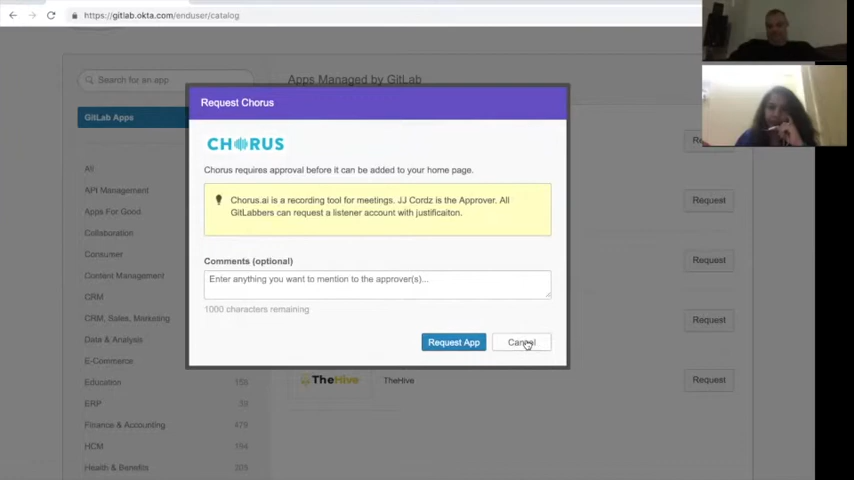 https://gitlab.okta.com/enduser/catalog
Search for an app
Apps Managed by GitLab
GitLab Apps
All
API Management
Apps For Good
Collaboration
Consumer
Content Management
CRM
CRM, Sales, Marketing
Data & Analysis
E-Commerce
Education
ERP
Finance & Accounting
HCM
Health & Benefits
Request Chorus
CHORUS
Chorus requires approval before it can be added to your home page.
Chorus.ai is a recording tool for meetings. JJ Cordz is the Approver. All
GitLabbers can request a listener account with justificaiton.
Comments (optional)
Enter anything you want to mention to the approver(s)...
1000 characters remaining
Request App
Cancel
Request
Request
Request
Request
TheHive
TheHive